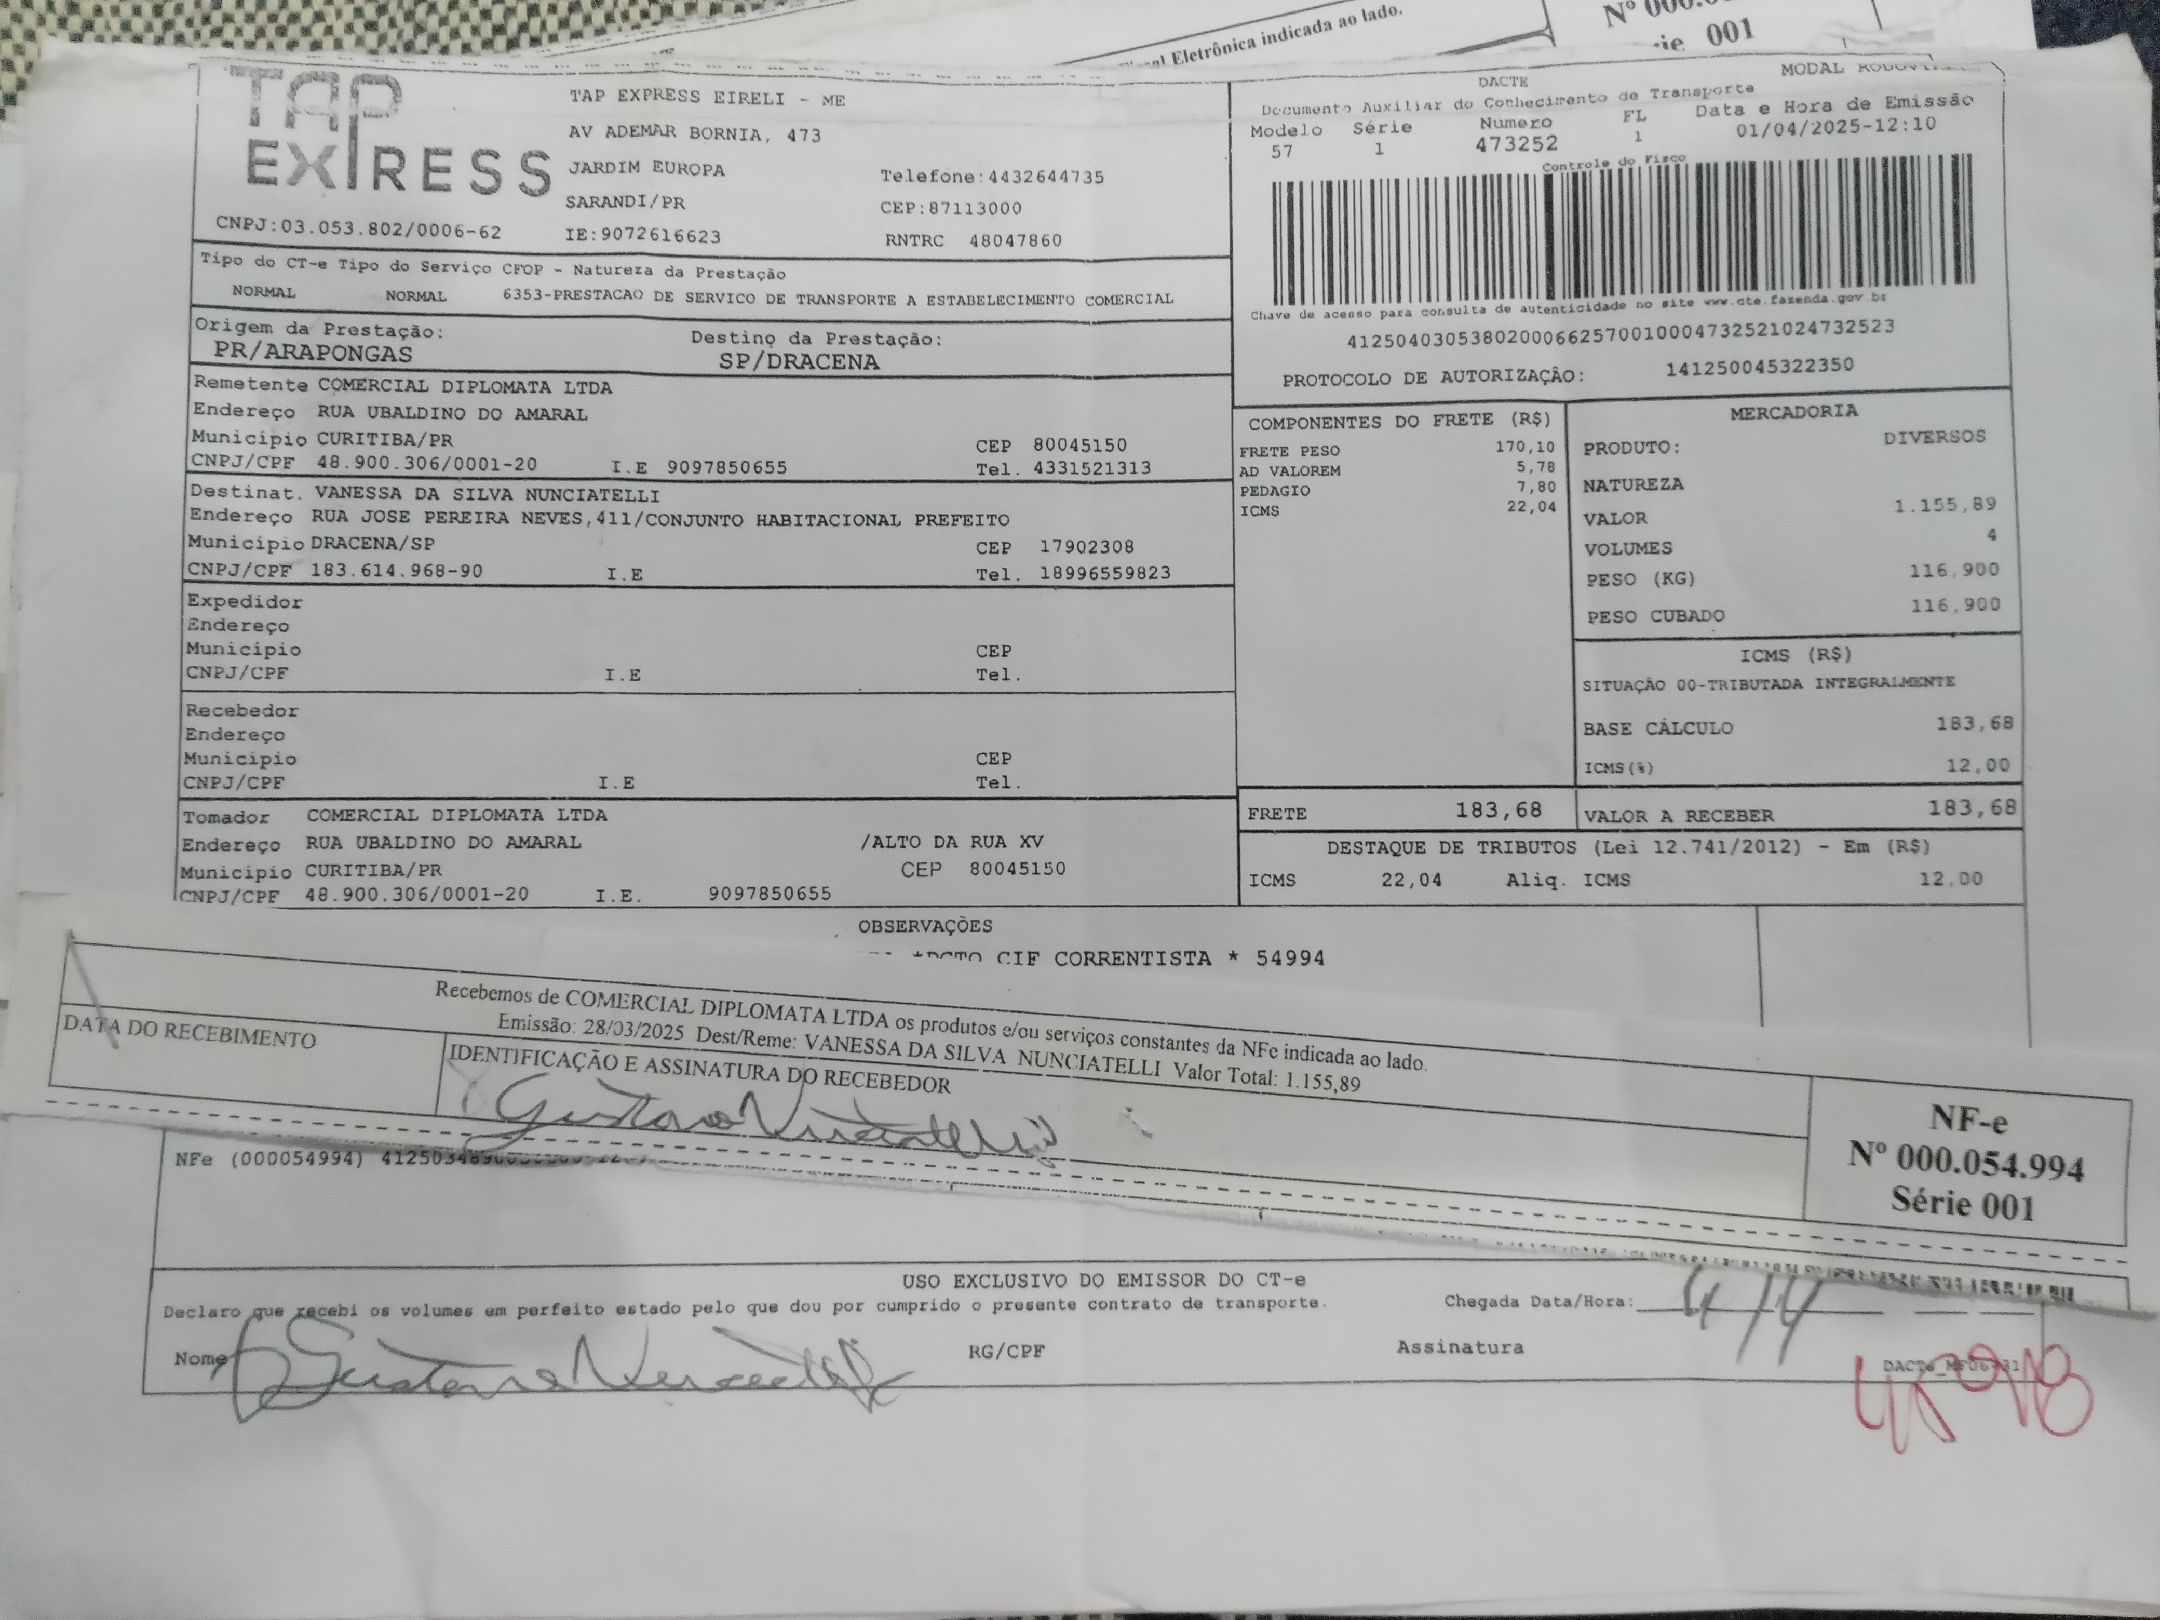 al Eletrônica indicada ao lado.
001
TAP EXPRESS
TAP EXPRESS EIRELI - ME
AV ADEMAR BORNIA, 473
JARDIM EUROPA
Telefone:4432644735
SARANDI/PR
CEP:87113000
CNPJ:03.053.802/0006-62 IE:9072616623 RNTRC 48047860
MODAL
DACTE
Documento Auxiliar do Conhecimento de Transporte
Modelo Série Numero FL Data e Hora de Emissão
57 1 473252 1 01/04/2025-12:10
Controle do Fisco
Chave de acesso para consulta de autenticidade no site www.cte.fazenda.gov.br
41250403053802000662570010004732521024732523
PROTOCOLO DE AUTORIZAÇÃO: 141250045322350
Tipo do CT-e Tipo do Serviço CFOP - Natureza da Prestação
NORMAL NORMAL 6353-PRESTACAO DE SERVICO DE TRANSPORTE A ESTABELECIMENTO COMERCIAL
Origem da Prestação: Destino da Prestação:
PR/ARAPONGAS SP/DRACENA
Remetente COMERCIAL DIPLOMATA LTDA
Endereço RUA UBALDINO DO AMARAL
Município CURITIBA/PR CEP 80045150
CNPJ/CPF 48.900.306/0001-20 I.E 9097850655 Tel. 4331521313
Destinat. VANESSA DA SILVA NUNCIATELLI
Endereço RUA JOSE PEREIRA NEVES,411/CONJUNTO HABITACIONAL PREFEITO
Município DRACENA/SP CEP 17902308
CNPJ/CPF 183.614.968-90 I.E Tel. 18996559823
Expedidor
Endereço
Município CEP
CNPJ/CPF I.E Tel.
Recebedor
Endereço
Município CEP
CNPJ/CPF I.E Tel.
Tomador COMERCIAL DIPLOMATA LTDA
Endereço RUA UBALDINO DO AMARAL /ALTO DA RUA XV
Município CURITIBA/PR CEP 80045150
CNPJ/CPF 48.900.306/0001-20 I.E. 9097850655
COMPONENTES DO FRETE (R$)
FRETE PESO 170,10
AD VALOREM 5,78
PEDAGIO 7,80
ICMS 22,04
MERCADORIA
PRODUTO: DIVERSOS
NATUREZA
VALOR 1.155,89
VOLUMES 4
PESO (KG) 116,900
PESO CUBADO 116,900
ICMS (R$)
SITUAÇÃO 00-TRIBUTADA INTEGRALMENTE
BASE CÁLCULO 183,68
ICMS(%) 12,00
FRETE 183,68 VALOR A RECEBER 183,68
DESTAQUE DE TRIBUTOS (Lei 12.741/2012) - Em (R$)
ICMS 22,04 Aliq. ICMS 12,00
OBSERVAÇÕES
CIF CORRENTISTA * 54994
Recebemos de COMERCIAL DIPLOMATA LTDA os produtos e/ou serviços constantes da NFe indicada ao lado.
Emissão: 28/03/2025 Dest/Reme: VANESSA DA SILVA NUNCIATELLI Valor Total: 1.155,89
DATA DO RECEBIMENTO
IDENTIFICAÇÃO E ASSINATURA DO RECEBEDOR
NF-e
Nº 000.054.994
Série 001
NFe (000054994)
USO EXCLUSIVO DO EMISSOR DO CT-e
Declaro que recebi os volumes em perfeito estado pelo que dou por cumprido o presente contrato de transporte.
Chegada Data/Hora: 4/4
Nome RG/CPF Assinatura